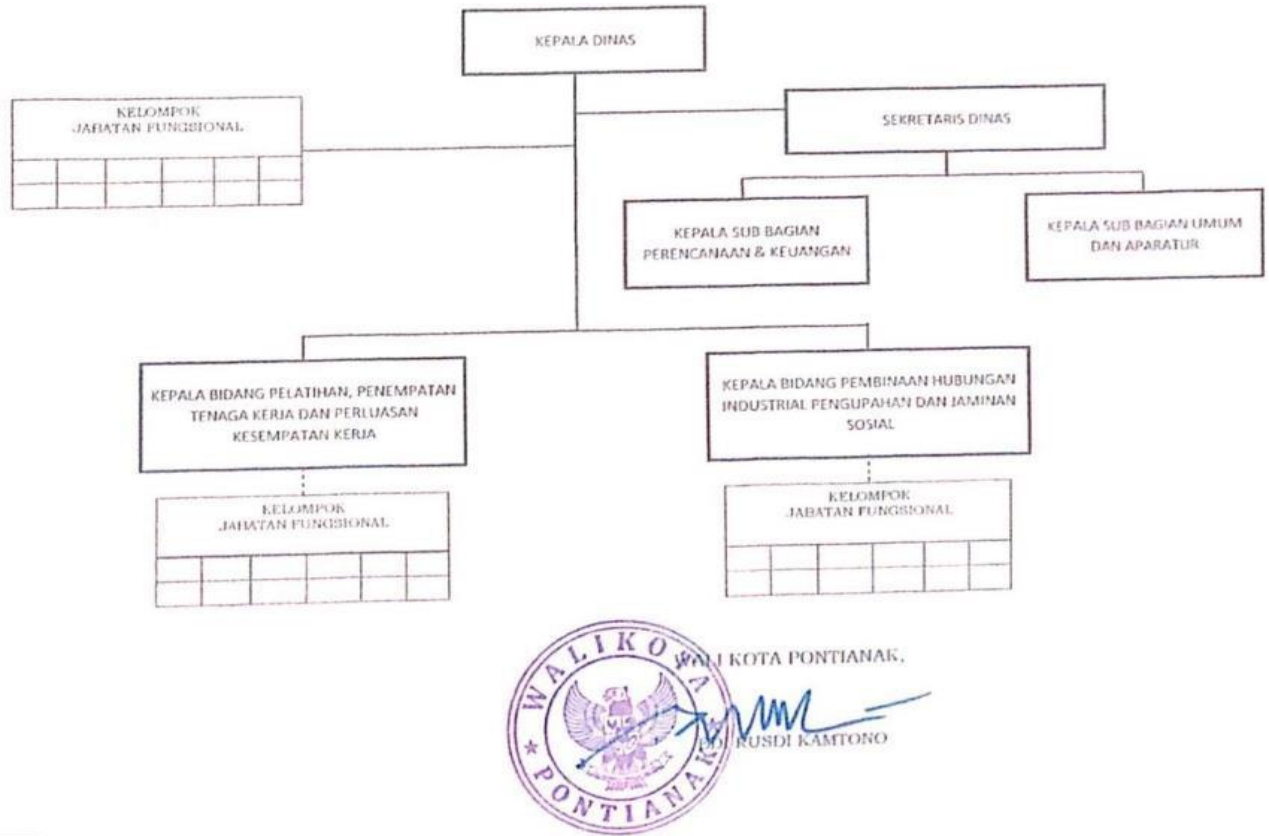 KEPALA DINAS
KELOMPOK
JABATAN FUNGSIONAL
SEKRETARIS DINAS
KEPALA SUB BAGIAN
PERENCANAAN & KEUANGAN
KEPALA SUB BAGIAN UMUM
DAN APARATUR
KEPALA BIDANG PELATIHAN, PENEMPATAN
TENAGA KERJA DAN PERLUASAN
KESEMPATAN KERJA
KEPALA BIDANG PEMBINAAN HUBUNGAN
INDUSTRIAL PENGUPAHAN DAN JAMINAN
SOSIAL
KELOMPOK
JABATAN FUNGSIONAL
KELOMPOK
JABATAN FUNGSIONAL
WALI KOTA PONTIANAK,
RUSDI KAMTONO
WALIKOTA
PONTIANAK